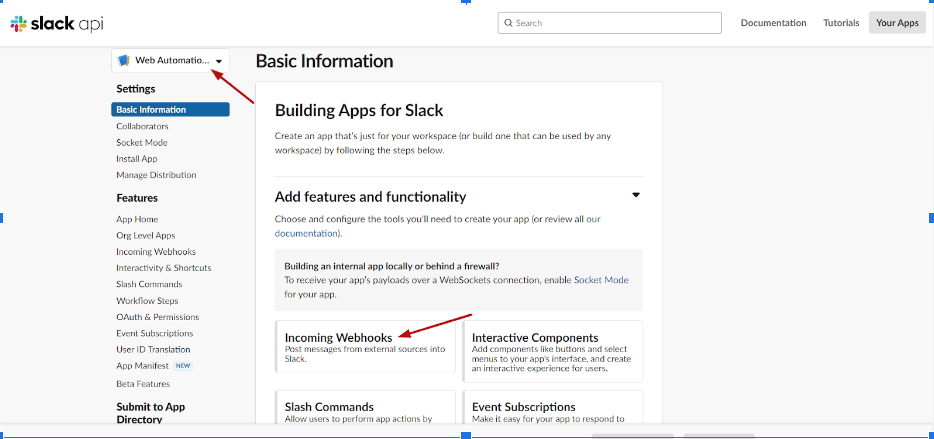 slack api
Search
Documentation
Tutorials
Your Apps
Web Automatio...
Settings
Basic Information
Collaborators
Socket Mode
Install App
Manage Distribution
Features
App Home
Org Level Apps
Incoming Webhooks
Interactivity & Shortcuts
Slash Commands
Workflow Steps
OAuth & Permissions
Event Subscriptions
User ID Translation
App Manifest NEW
Beta Features
Submit to App
Directory
Basic Information
Building Apps for Slack
Create an app that's just for your workspace (or build one that can be used by any
workspace) by following the steps below.
Add features and functionality
Choose and configure the tools you'll need to create your app (or review all our
documentation).
Building an internal app locally or behind a firewall?
To receive your app's payloads over a WebSockets connection, enable Socket Mode
for your app.
Incoming Webhooks
Post messages from external sources into
Slack.
Interactive Components
Add components like buttons and select
menus to your app's interface, and create
an interactive experience for users.
Slash Commands
Allow users to perform app actions by
Event Subscriptions
Make it easy for your app to respond to